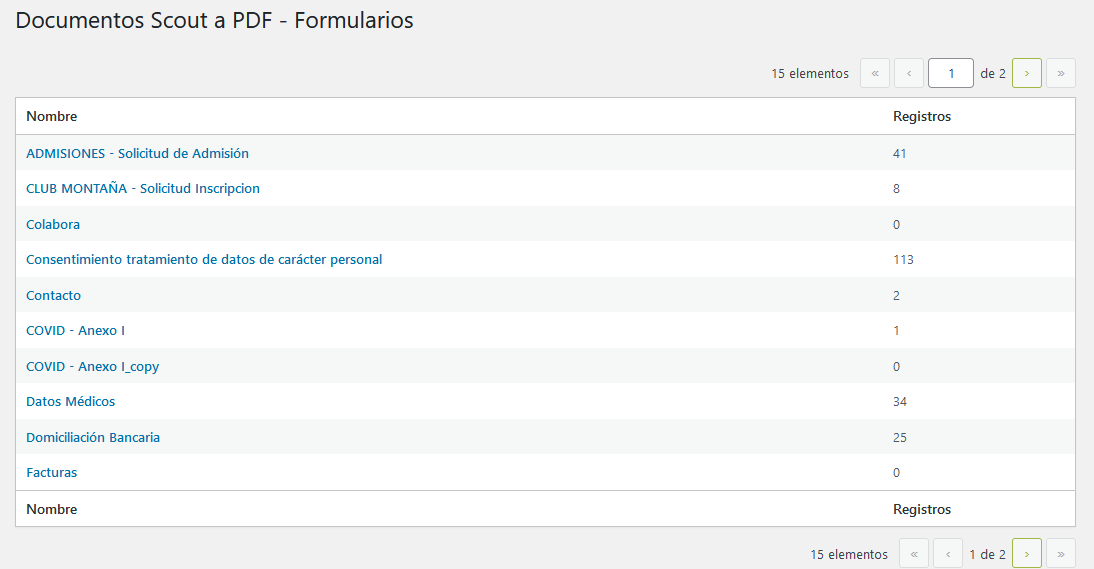 Documentos Scout a PDF - Formularios
15 elementos « ‹ 1 de 2 › »
Nombre Registros
ADMISIONES - Solicitud de Admisión 41
CLUB MONTAÑA - Solicitud Inscripcion 8
Colabora 0
Consentimiento tratamiento de datos de carácter personal 113
Contacto 2
COVID - Anexo I 1
COVID - Anexo I_copy 0
Datos Médicos 34
Domiciliación Bancaria 25
Facturas 0
Nombre Registros
15 elementos « ‹ 1 de 2 › »